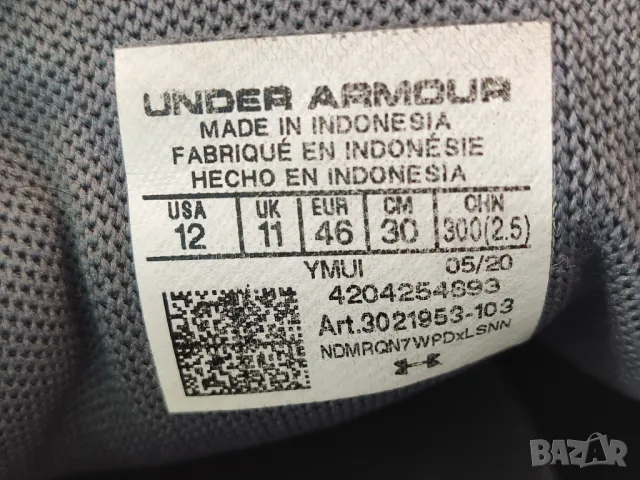 UNDER ARMOUR
MADE IN INDONESIA
FABRIQUÉ EN INDONÉSIE
HECHO EN INDONESIA
USA UK EUR CM CHN
12 11 46 30 300(2.5)
YMUI 05/20
4204254893
Art.3021953-103
NDMRQN7WPDxLSNN
BAZAR